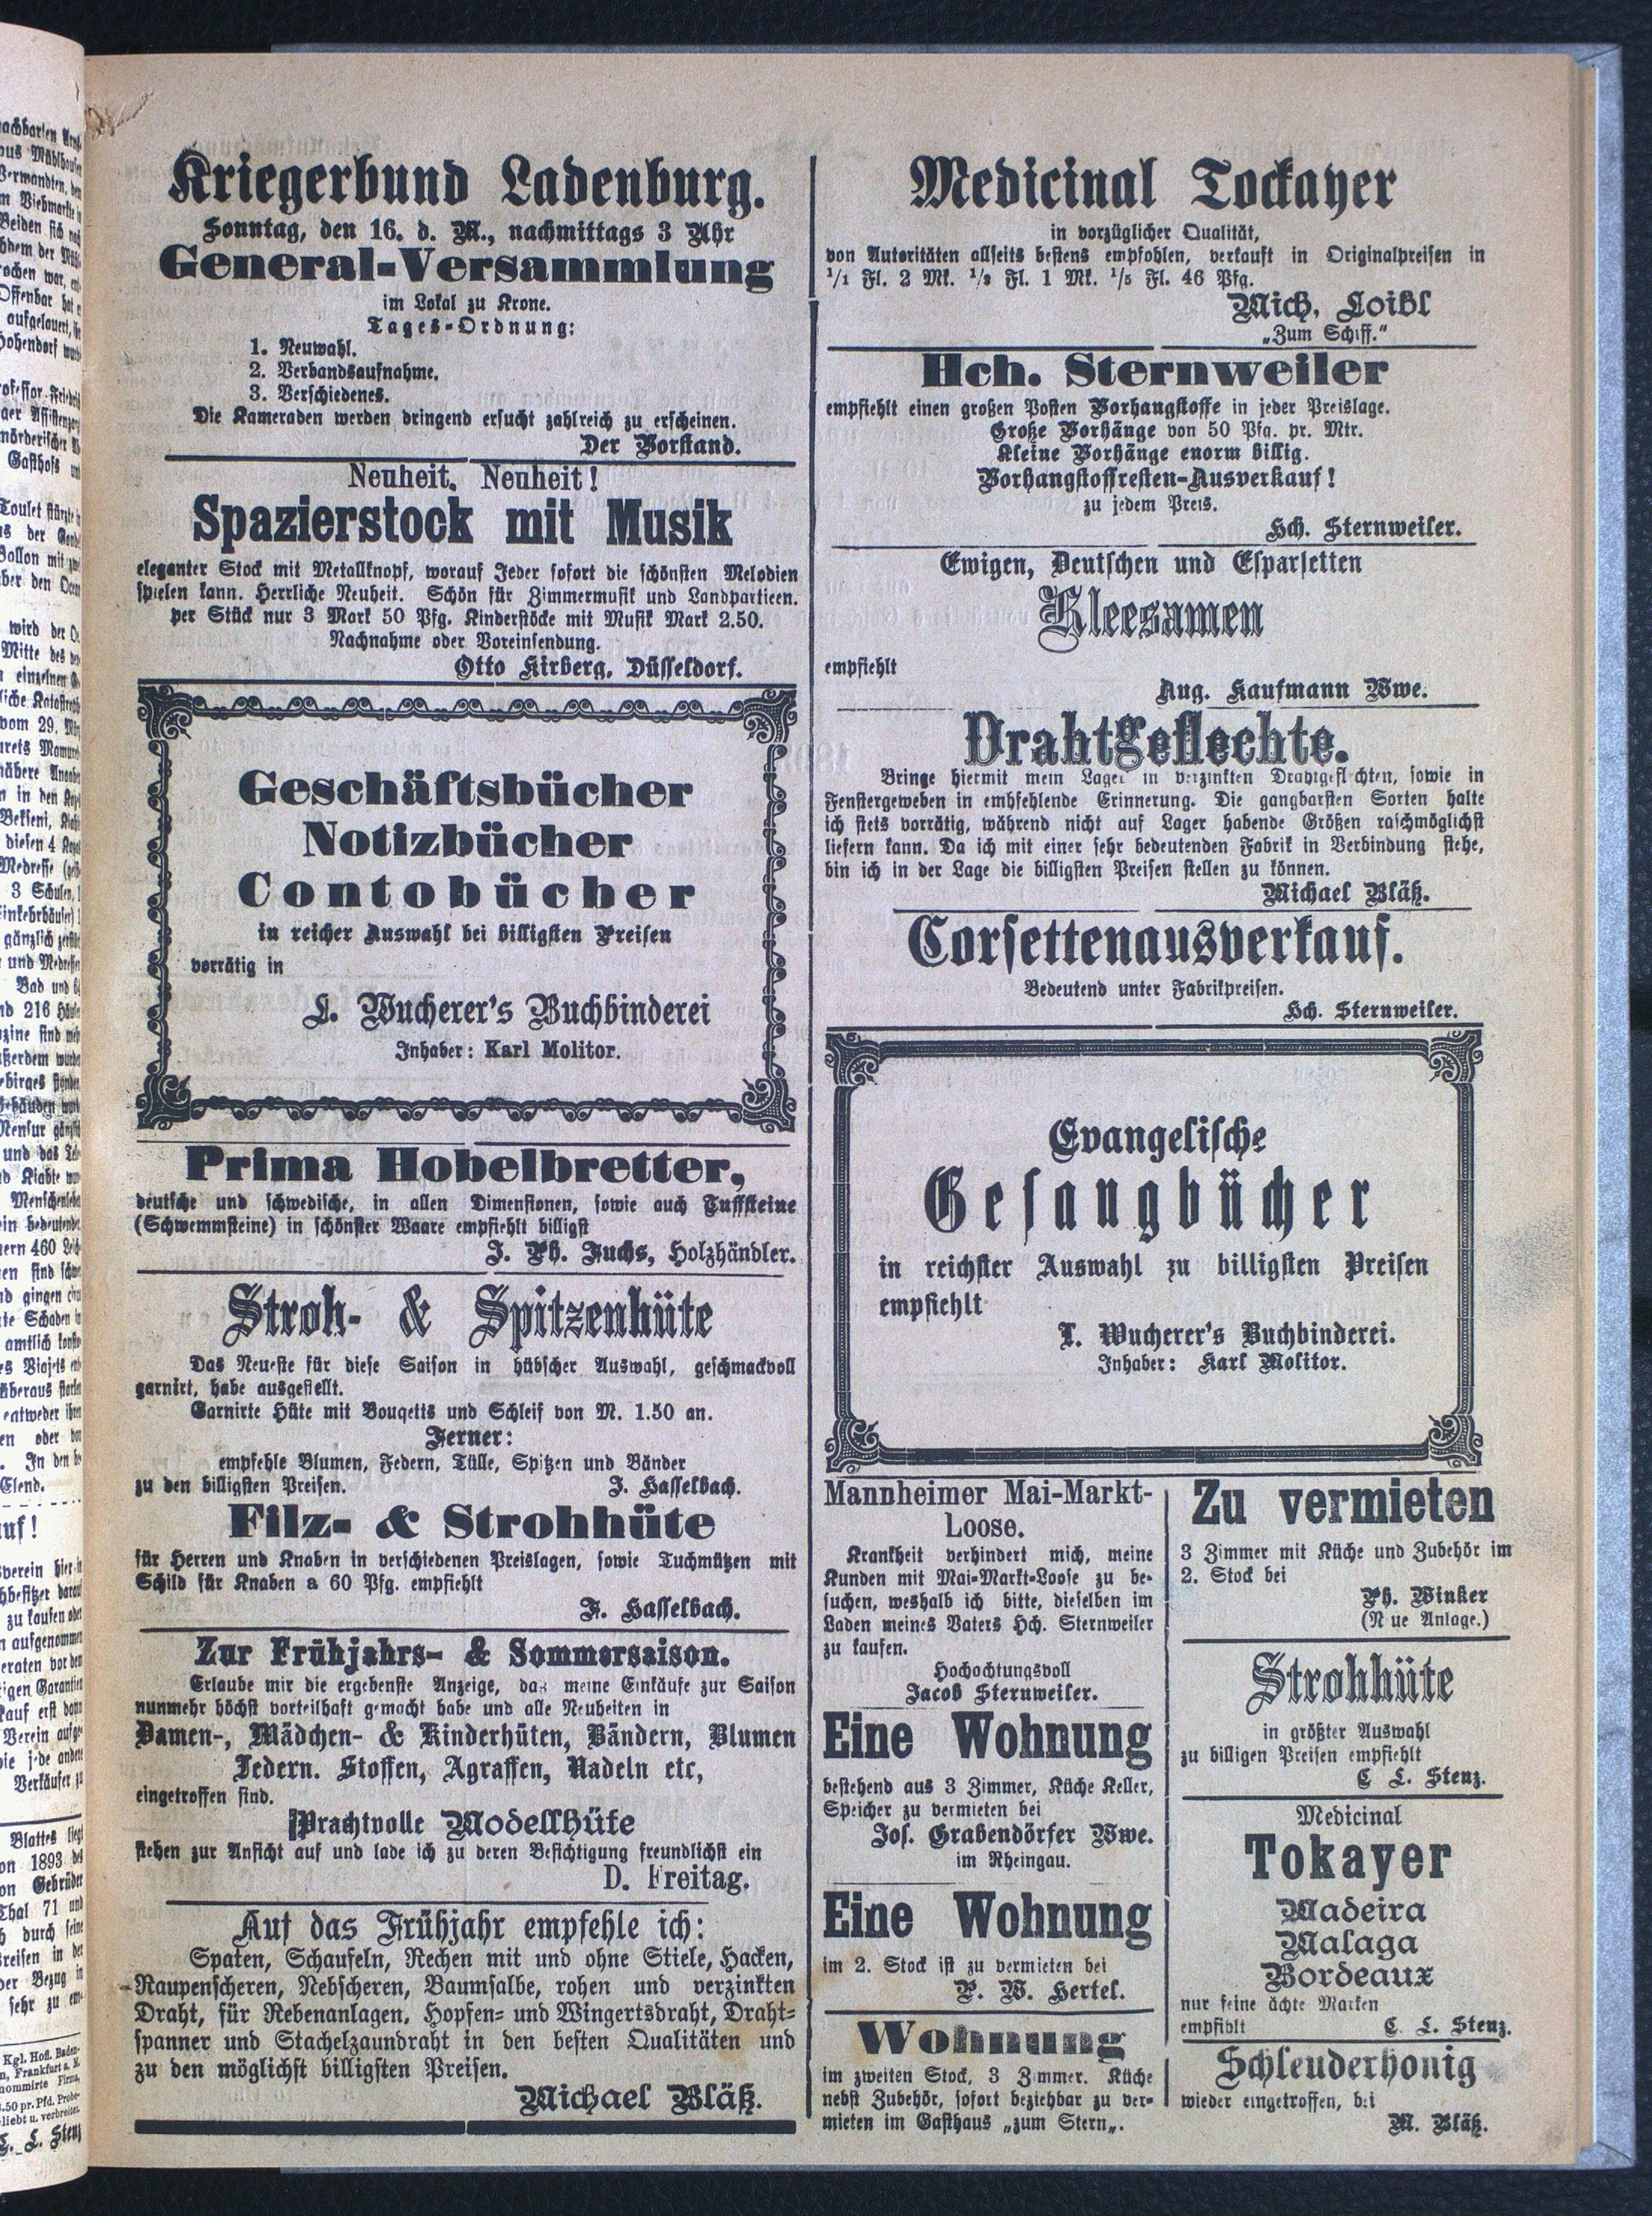 Kriegerbund Ladenburg.
Sonntag, den 16. d. M., nachmittags 3 Uhr
General-Versammlung
im Lokal zu Krone.
Tages-Ordnung:
1. Neuwahl.
2. Verbandsaufnahme.
3. Verschiedenes.
Die Kameraden werden dringend ersucht zahlreich zu erscheinen.
Der Vorstand.
Neuheit. Neuheit!
Spazierstock mit Musik
eleganter Stock mit Metallknopf, worauf Jeder sofort die schönsten Melodien
spielen kann. Herrliche Neuheit. Schön für Zimmermusik und Landpartieen.
per Stück nur 3 Mark 50 Pfg. Kinderstöcke mit Musik Mark 2.50.
Nachnahme oder Voreinsendung.
Otto Kirberg, Düsseldorf.
Geschäftsbücher
Notizbücher
Contobücher
in reicher Auswahl bei billigsten Preisen
vorrätig in
L. Wucherer's Buchbinderei
Inhaber: Karl Molitor.
Prima Hobelbretter,
deutsche und schwedische, in allen Dimensionen, sowie auch Tuffsteine
(Schwemmsteine) in schönster Waare empfiehlt billigst
J. Ph. Fuchs, Holzhändler.
Stroh- & Spitzenhüte
Das Neueste für diese Saison in hübscher Auswahl, geschmackvoll
garnirt, habe ausgestellt.
Garnirte Hüte mit Bouqetts und Schleif von M. 1.50 an.
Ferner:
empfehle Blumen, Federn, Tülle, Spitzen und Bänder
zu den billigsten Preisen. J. Hasselbach.
Filz- & Strohhüte
für Herren und Knaben in verschiedenen Preislagen, sowie Tuchmützen mit
Schild für Knaben a 60 Pfg. empfiehlt
J. Hasselbach.
Zur Frühjahrs- & Sommersaison.
Erlaube mir die ergebenste Anzeige, das meine Einkäufe zur Saison
nunmehr höchst vorteilhaft gemacht habe und alle Neuheiten in
Damen-, Mädchen- & Kinderhüten, Bändern, Blumen
Federn. Stoffen, Agraffen, Nadeln etc,
eingetroffen sind.
Prachtvolle Modellhüte
stehen zur Ansicht auf und lade ich zu deren Besichtigung freundlichst ein
D. Freitag.
Auf das Frühjahr empfehle ich:
Spaten, Schaufeln, Rechen mit und ohne Stiele, Hacken,
Raupenscheren, Rebscheren, Baumsalbe, rohen und verzinkten
Draht, für Rebenanlagen, Hopfen- und Wingertsdraht, Draht-
spanner und Stachelzaundraht in den besten Qualitäten und
zu den möglichst billigsten Preisen.
Michael Bläß.
Medicinal Tockayer
in vorzüglicher Qualität,
von Autoritäten allseits bestens empfohlen, verkauft in Originalpreisen in
1/1 Fl. 2 Mk. 1/2 Fl. 1 Mk. 1/5 Fl. 46 Pfg.
Mich. Loibl
„Zum Schiff.“
Hch. Sternweiler
empfiehlt einen großen Posten Vorhangstoffe in jeder Preislage.
Große Vorhänge von 50 Pfg. pr. Mtr.
Kleine Vorhänge enorm billig.
Vorhangstoffresten-Ausverkauf!
zu jedem Preis.
Hch. Sternweiler.
Ewigen, Deutschen und Esparsetten
Kleesamen
empfiehlt
Aug. Kaufmann Wwe.
Drahtgeflechte.
Bringe hiermit mein Lager in verzinkten Drahtgeflechten, sowie in
Fenstergeweben in emhfehlende Erinnerung. Die gangbarsten Sorten halte
ich stets vorrätig, während nicht auf Lager habende Größen raschmöglichst
liefern kann. Da ich mit einer sehr bedeutenden Fabrik in Verbindung stehe,
bin ich in der Lage die billigsten Preisen stellen zu können.
Michael Bläß.
Corsettenausverkauf.
Bedeutend unter Fabrikpreisen.
Hch. Sternweiler.
Evangelische
Gesangbücher
in reichster Auswahl zu billigsten Preisen
empfiehlt
L. Wucherer's Buchbinderei.
Inhaber: Karl Molitor.
Mannheimer Mai-Markt-
Loose.
Krankheit verhindert mich, meine
Kunden mit Mai-Markt-Loose zu be-
suchen, weshalb ich bitte, dieselben im
Laden meines Vaters Hch. Sternweiler
zu kaufen.
Hochochtungsvoll
Jacob Sternweiler.
Eine Wohnung
bestehend aus 3 Zimmer, Küche Keller,
Speicher zu vermieten bei
Jos. Grabendörfer Wwe.
im Rheingau.
Eine Wohnung
im 2. Stock ist zu vermieten bei
P. W. Hertel.
Wohnung
im zweiten Stock, 3 Zimmer. Küche
nebst Zubehör, sofort beziehbar zu ver-
mieten im Gasthaus „zum Stern„.
Zu vermieten
3 Zimmer mit Küche und Zubehör im
2. Stock bei
Ph. Winker
(N ue Anlage.)
Strohhüte
in größter Auswahl
zu billigen Preisen empfiehlt
C L. Stenz.
Medicinal
Tokayer
Madeira
Malaga
Bordeaux
nur feine ächte Marken
empfiblt C. L. Stenz.
Schleuderhonig
wieder eingetroffen, bei
M. Bläß.